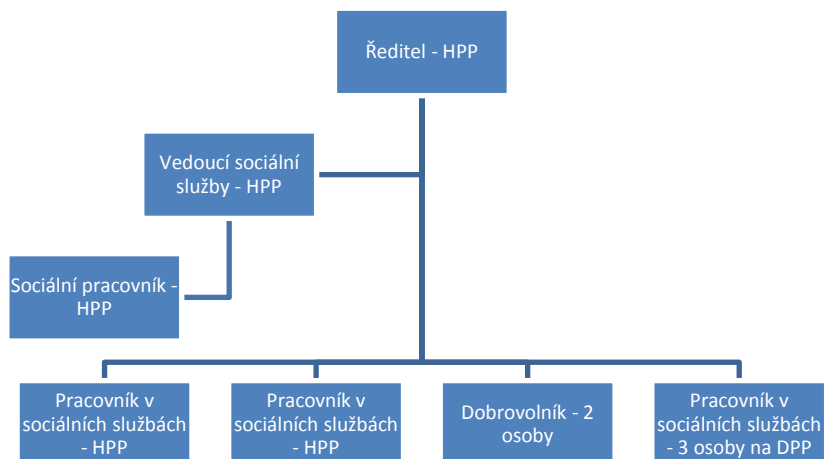 Ředitel - HPP
Vedoucí sociální
služby - HPP
Sociální pracovník -
HPP
Pracovník v
sociálních službách
- HPP
Pracovník v
sociálních službách
- HPP
Dobrovolník - 2
osoby
Pracovník v
sociálních službách
- 3 osoby na DPP